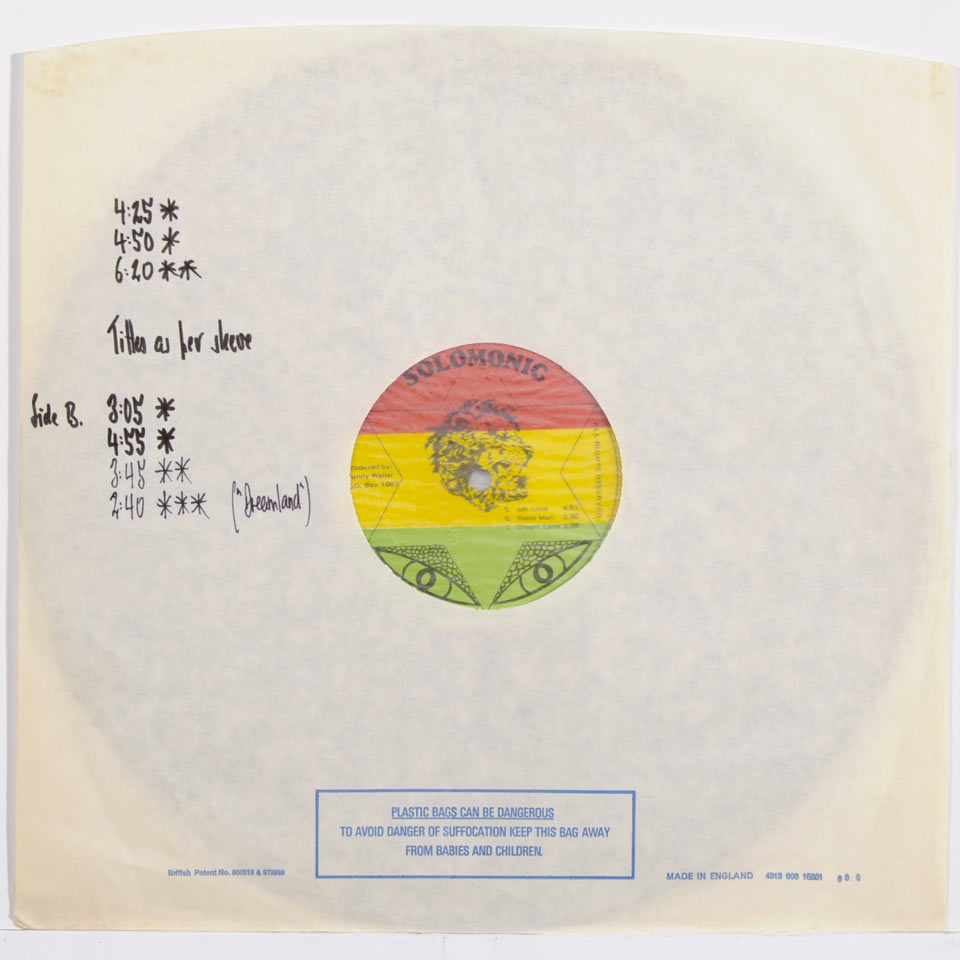 4:25 *
4:50 *
6:20 **
Titles as per sleeve
Side B. 3:05 *
4:55 *
3:45 **
2:40 *** ("Dreamland")
SOLOMONIC
Produced by
Bunny Wailer
P.O. Box 1062
ALL RIGHTS RESERVED
Jah Love 4.51
Rasta Man
Dream Land
PLASTIC BAGS CAN BE DANGEROUS
TO AVOID DANGER OF SUFFOCATION KEEP THIS BAG AWAY
FROM BABIES AND CHILDREN.
British Patent No.
MADE IN ENGLAND